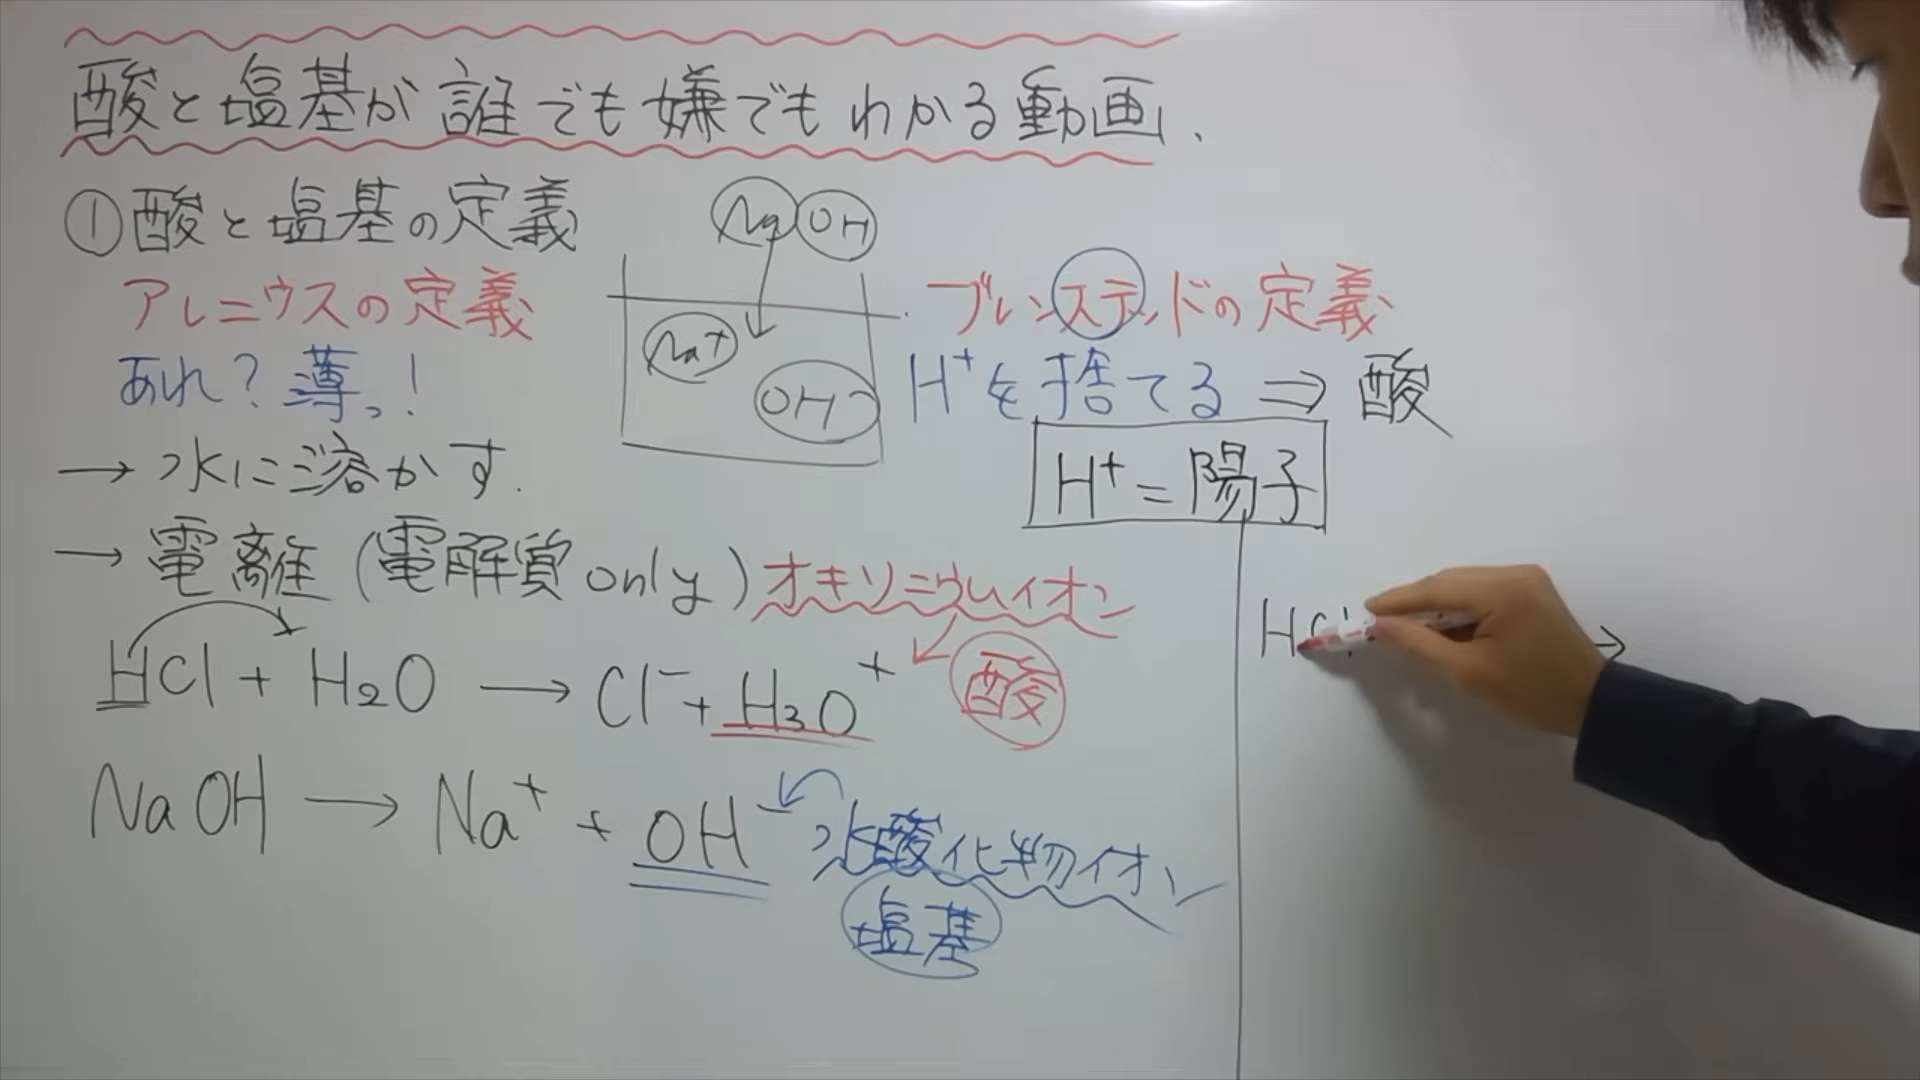 酸と塩基が誰でも嫌でもわかる動画、
①酸と塩基の定義
アレニウスの定義
あれ？薄っ！
→ 水に溶かす.
→ 電離 (電解質only)
HCl + H₂O → Cl⁻ + H₃O⁺
オキソニウムイオン
酸
NaOH → Na⁺ + OH⁻
水酸化物イオン
塩基
NaOH
Na⁺
OH⁻
ブレンステッドの定義
H⁺を捨てる ⇒ 酸
H⁺ = 陽子
HCl →